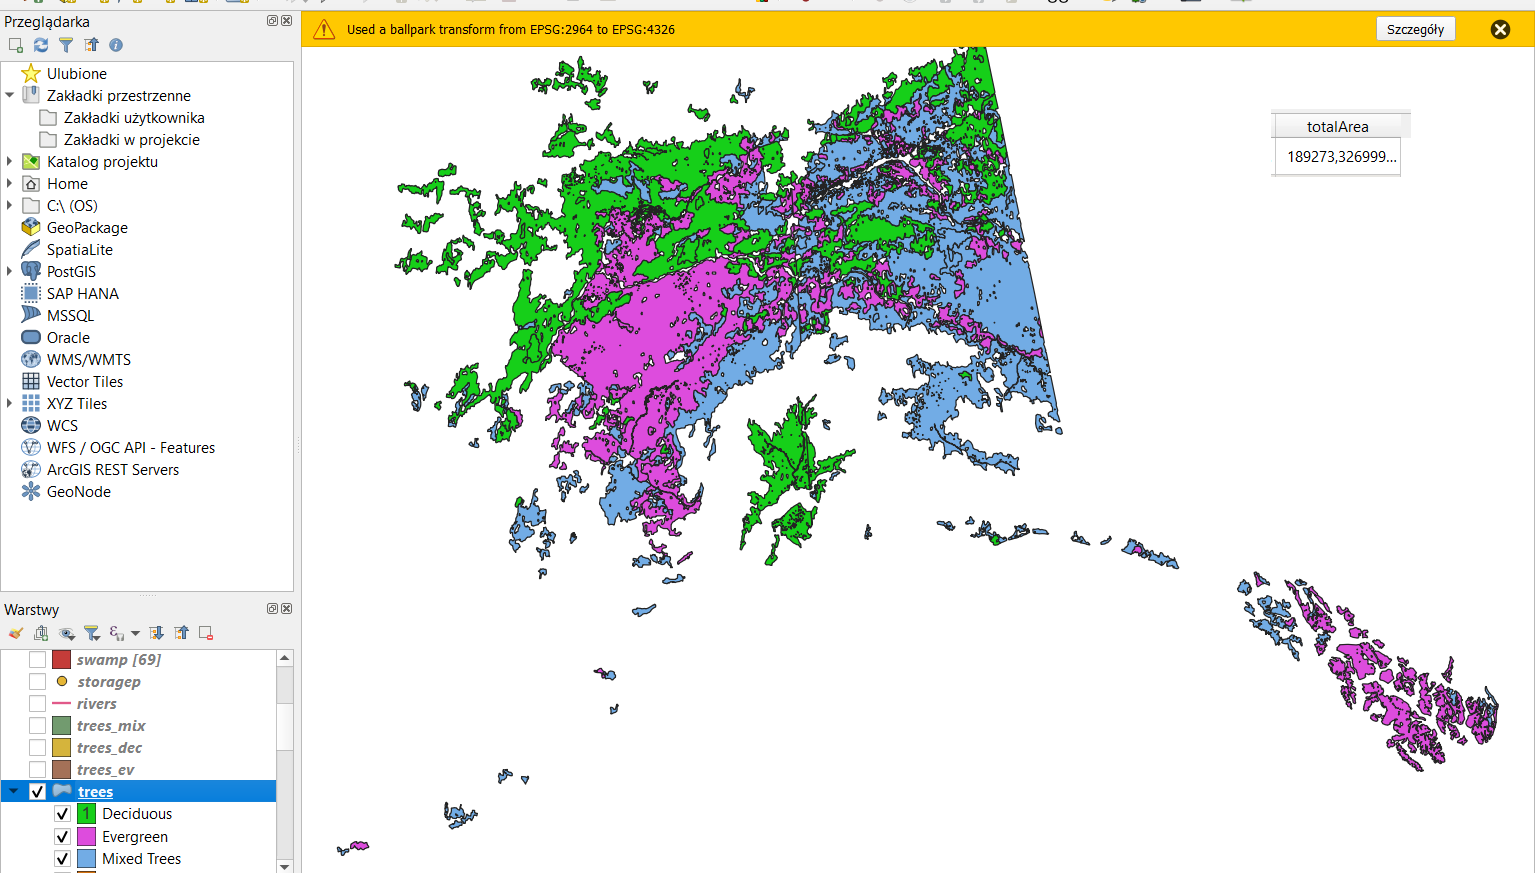 Przeglądarka
Used a ballpark transform from EPSG:2964 to EPSG:4326
Szczegóły
Ulubione
Zakładki przestrzenne
Zakładki użytkownika
Zakładki w projekcie
Katalog projektu
Home
C:\ (OS)
GeoPackage
SpatiaLite
PostGIS
SAP HANA
MSSQL
Oracle
WMS/WMTS
Vector Tiles
XYZ Tiles
WCS
WFS / OGC API - Features
ArcGIS REST Servers
GeoNode
totalArea
189273,326999...
Warstwy
swamp [69]
storagep
rivers
trees_mix
trees_dec
trees_ev
trees
1 Deciduous
Evergreen
Mixed Trees